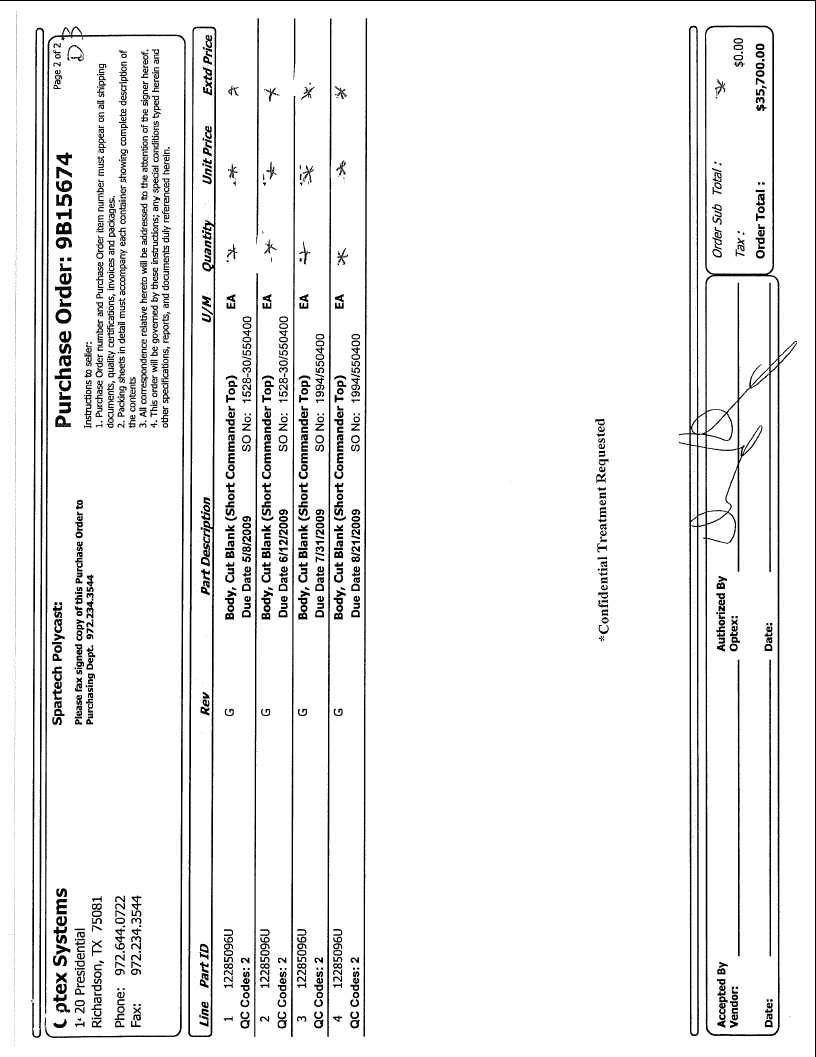 Optex Systems
1420 Presidential
Richardson, TX 75081
Phone: 972.644.0722
Fax: 972.234.3544
Spartech Polycast:
Please fax signed copy of this Purchase Order to
Purchasing Dept. 972.234.3544
Page 2 of 2
DB
Purchase Order: 9B15674
Instructions to seller:
1. Purchase Order number and Purchase Order item number must appear on all shipping
documents, quality certifications, invoices and packages.
2. Packing sheets in detail must accompany each container showing complete description of
the contents
3. All correspondence relative hereto will be addressed to the attention of the signer hereof.
4. This order will be governed by these instructions; any special conditions typed herein and
other specifications, reports, and documents duly referenced herein.
Line Part ID Rev Part Description U/M Quantity Unit Price Extd Price
1 12285096U G Body, Cut Blank (Short Commander Top) EA * * *
QC Codes: 2 Due Date 5/8/2009 SO No: 1528-30/550400
2 12285096U G Body, Cut Blank (Short Commander Top) EA * * *
QC Codes: 2 Due Date 6/12/2009 SO No: 1528-30/550400
3 12285096U G Body, Cut Blank (Short Commander Top) EA * * *
QC Codes: 2 Due Date 7/31/2009 SO No: 1994/550400
4 12285096U G Body, Cut Blank (Short Commander Top) EA * * *
QC Codes: 2 Due Date 8/21/2009 SO No: 1994/550400
*Confidential Treatment Requested
Accepted By
Vendor:
Date:
Authorized By
Optex:
Date:
Order Sub Total : *
Tax : $0.00
Order Total : $35,700.00